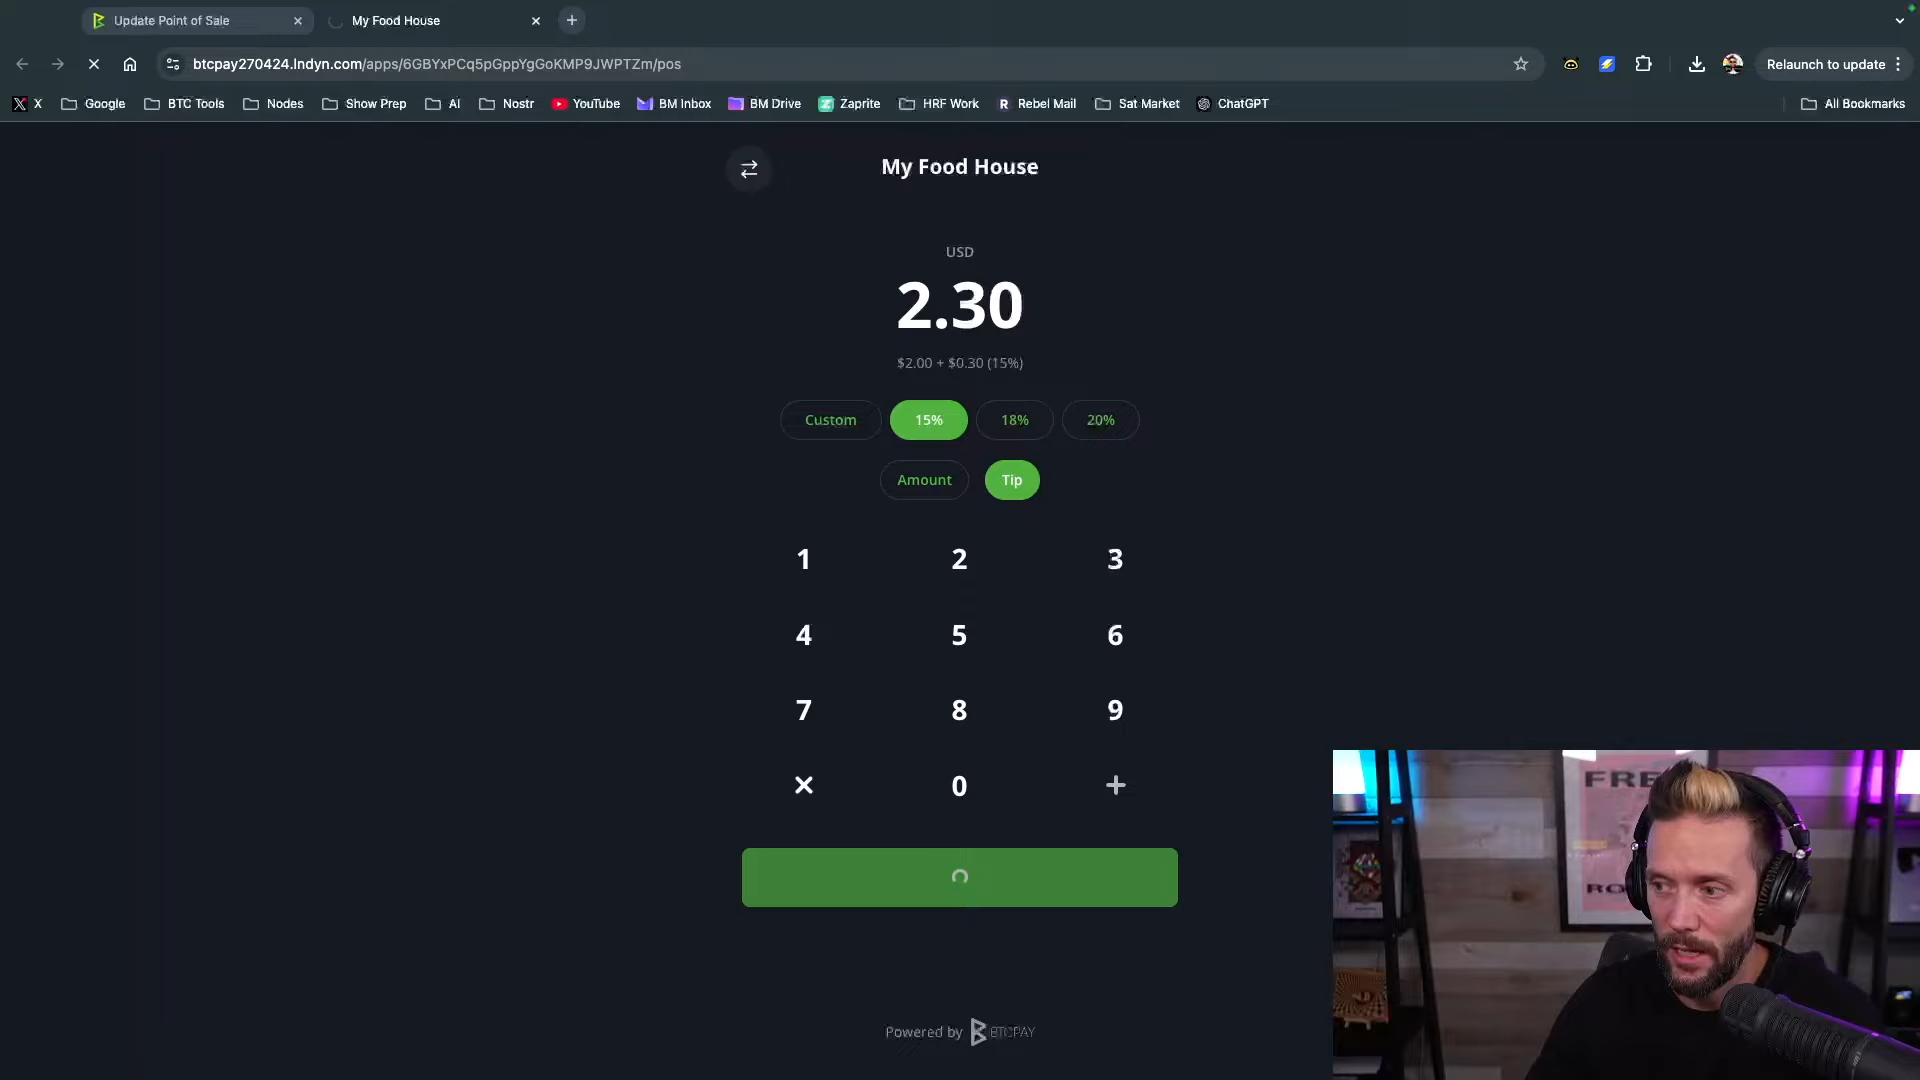 Update Point of Sale
My Food House
btcpay270424.lndyn.com/apps/6GBYxPCq5pGppYgGoKMP9JWPTZm/pos
Relaunch to update
X
Google
BTC Tools
Nodes
Show Prep
AI
Nostr
YouTube
BM Inbox
BM Drive
Zaprite
HRF Work
R Rebel Mail
Sat Market
ChatGPT
All Bookmarks
My Food House
USD
2.30
$2.00 + $0.30 (15%)
Custom 15% 18% 20%
Amount Tip
1 2 3
4 5 6
7 8 9
0 +
FRE
RO
Powered by BTCPAY